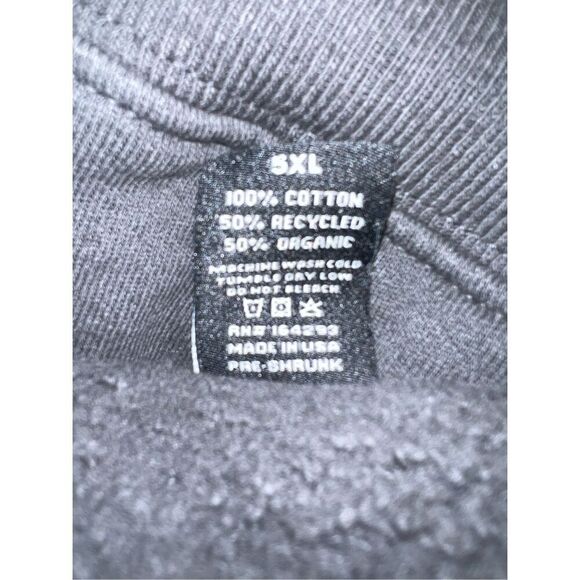 5XL
100% COTTON
50% RECYCLED
50% ORGANIC
MACHINE WASH COLD
TUMBLE DRY LOW
DO NOT BLEACH
RN# 164293
MADE IN USA
PRE-SHRUNK